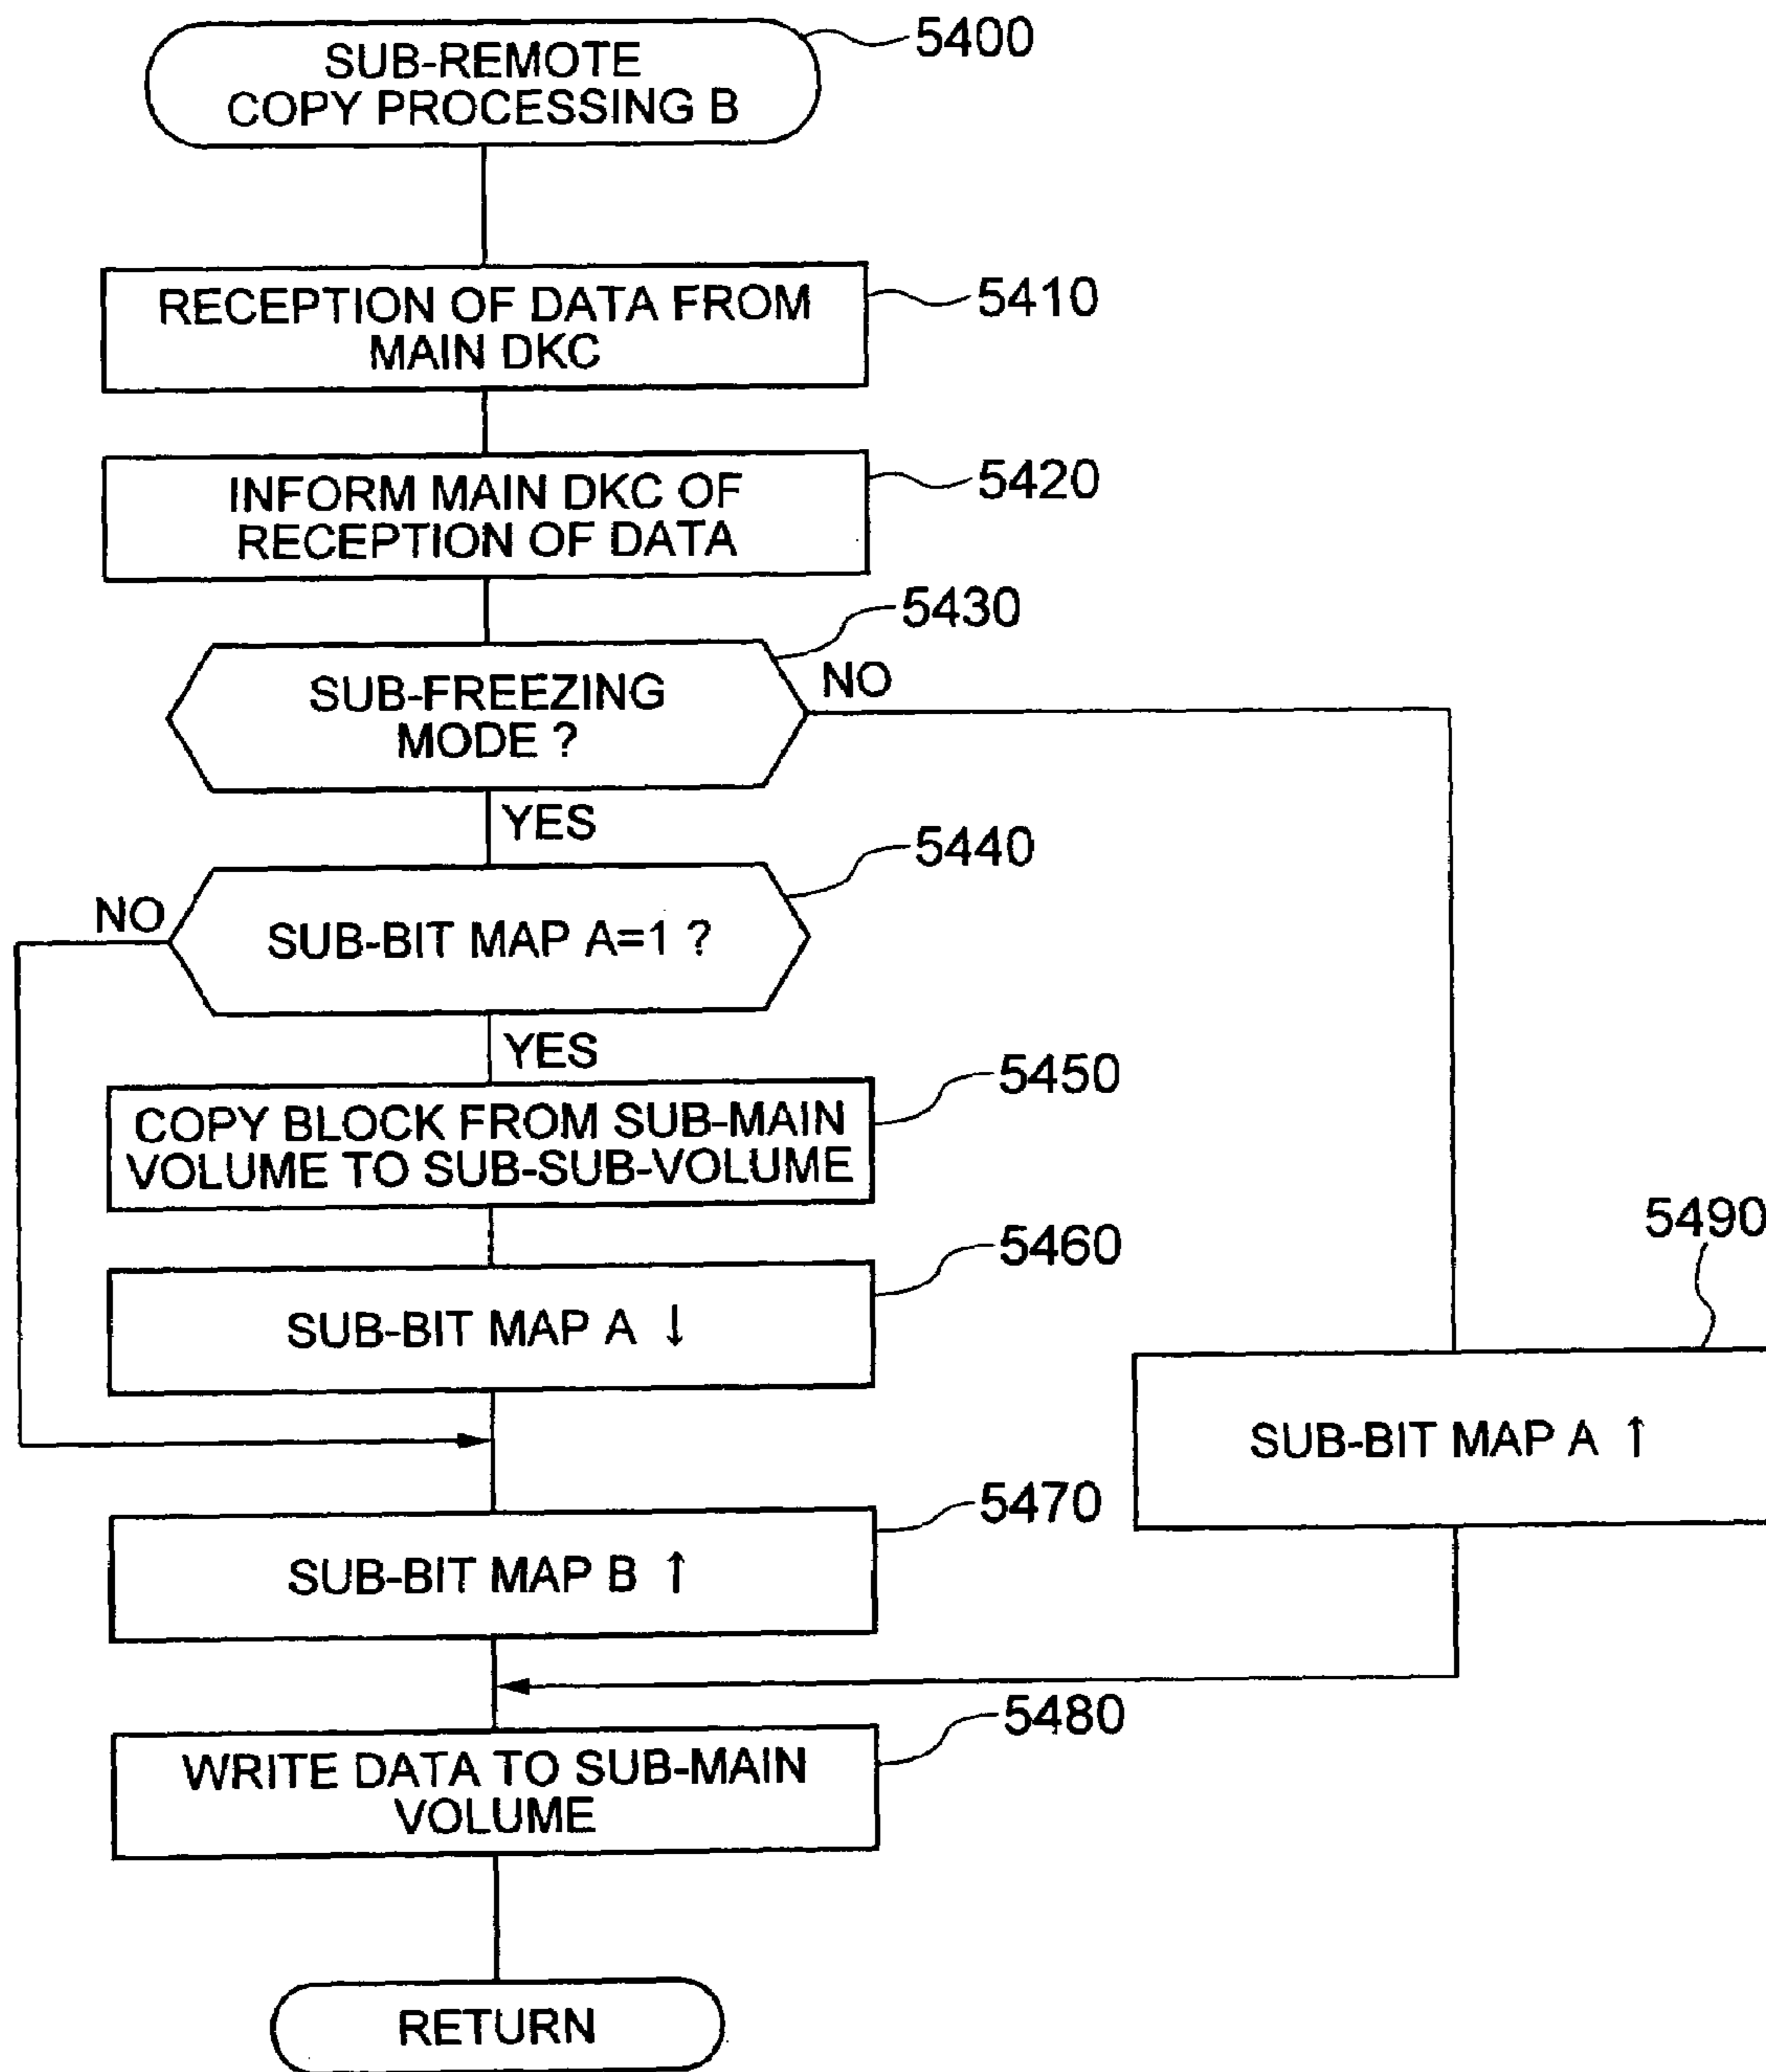 SUB-REMOTE
COPY PROCESSING B
5400
RECEPTION OF DATA FROM
MAIN DKC
5410
INFORM MAIN DKC OF
RECEPTION OF DATA
5420
5430
SUB-FREEZING
MODE ?
NO
YES
5440
NO
SUB-BIT MAP A=1 ?
YES
5450
COPY BLOCK FROM SUB-MAIN
VOLUME TO SUB-SUB-VOLUME
5460
SUB-BIT MAP A ↓
5490
SUB-BIT MAP A ↑
5470
SUB-BIT MAP B ↑
5480
WRITE DATA TO SUB-MAIN
VOLUME
RETURN